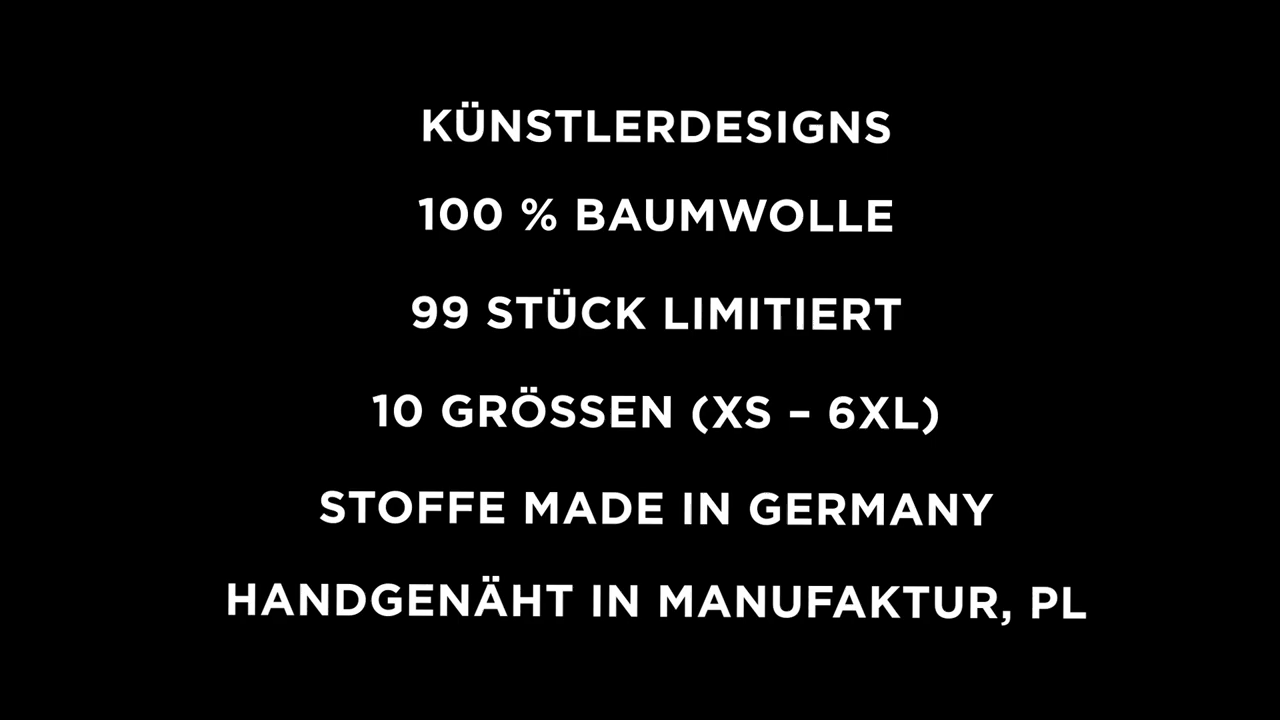 KÜNSTLERDESIGNS
100 % BAUMWOLLE
99 STÜCK LIMITIERT
10 GRÖSSEN (XS – 6XL)
STOFFE MADE IN GERMANY
HANDGENÄHT IN MANUFAKTUR, PL